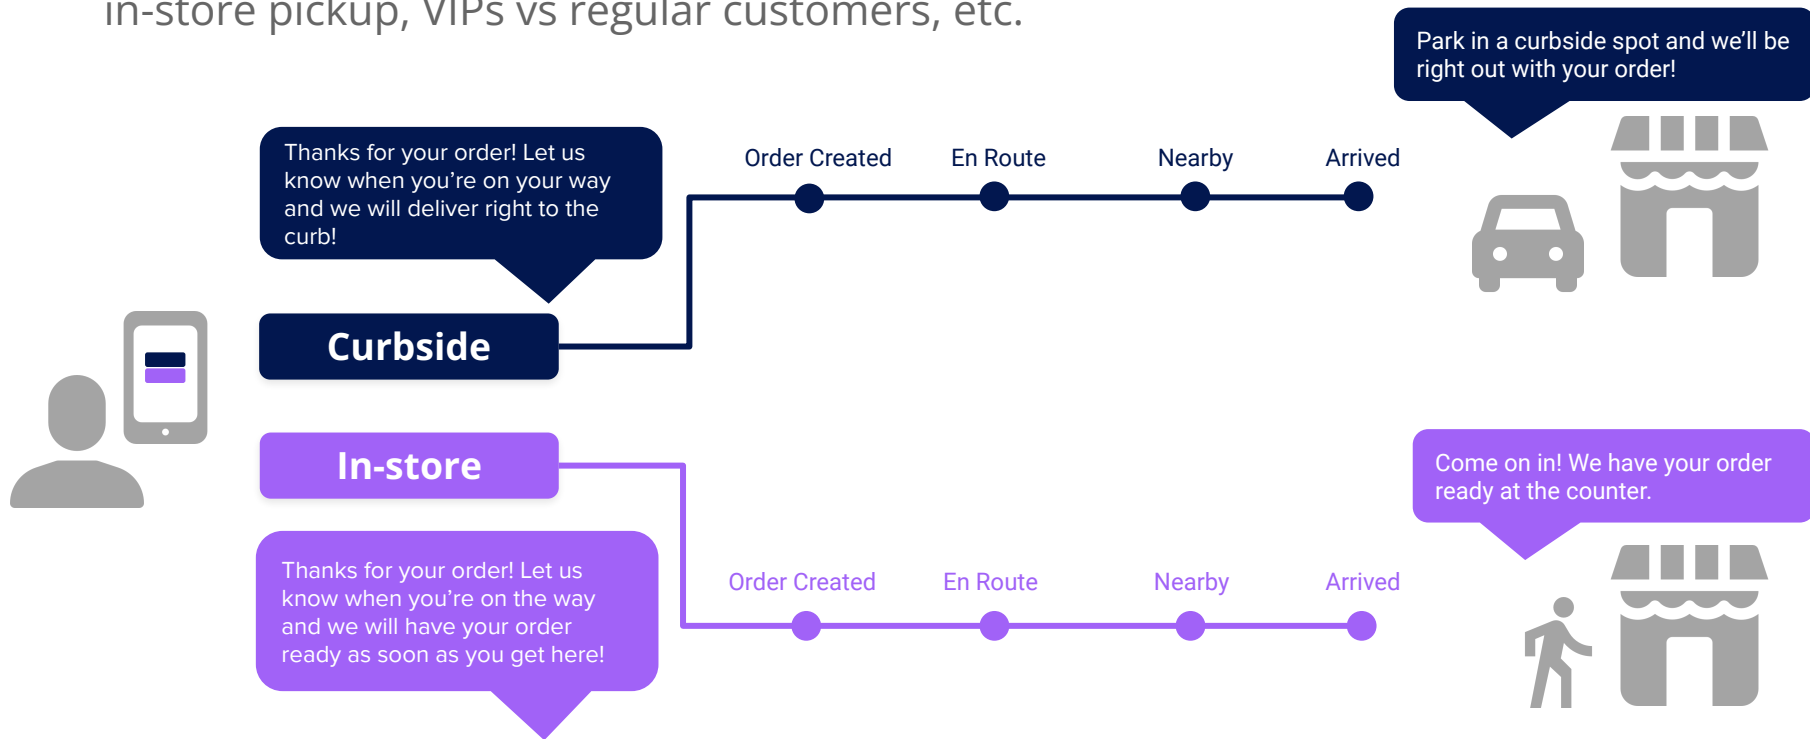 in-store pickup, VIPs vs regular customers, etc.
Park in a curbside spot and we'll be
right out with your order!
Thanks for your order! Let us
know when you're on your way
and we will deliver right to the
curb!
Order Created
En Route
Nearby
Arrived
Curbside
In-store
Come on in! We have your order
ready at the counter.
Thanks for your order! Let us
know when you're on the way
and we will have your order
ready as soon as you get here!
Order Created
En Route
Nearby
Arrived